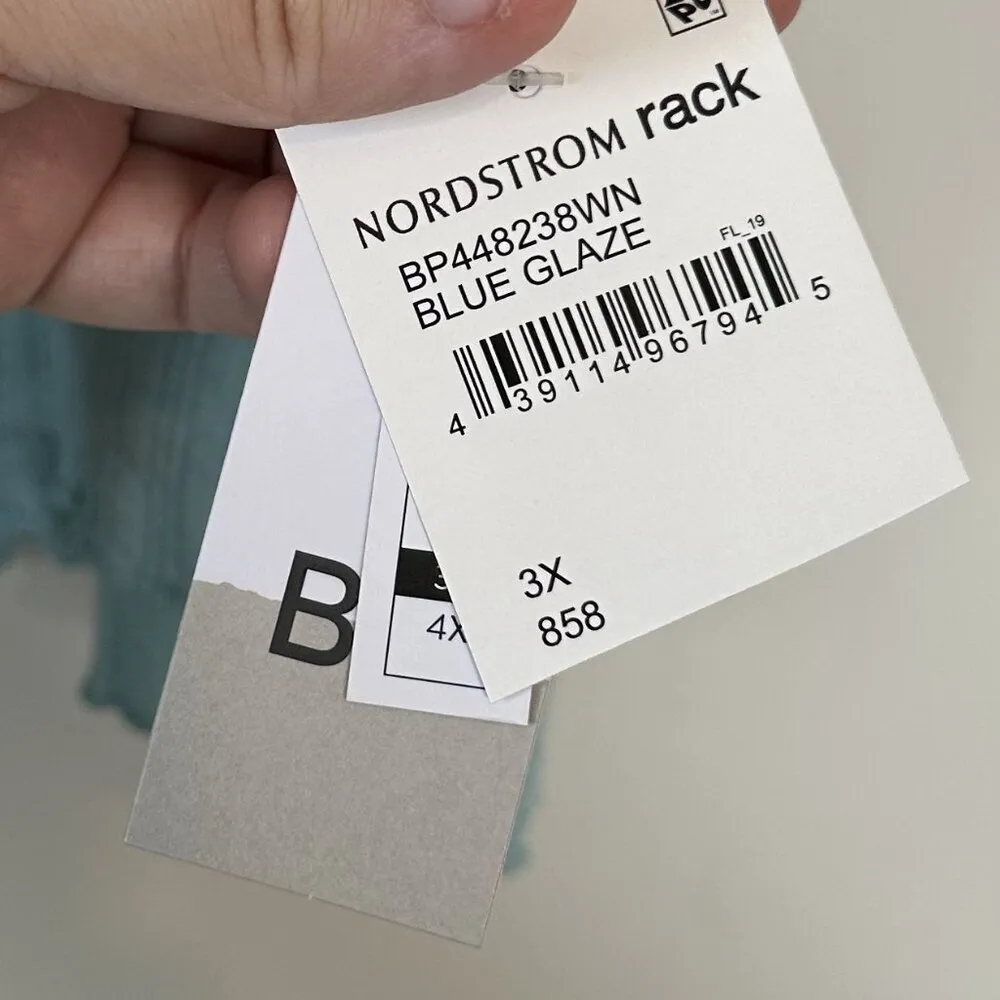 NORDSTROM rack
BP448238WN
BLUE GLAZE
FL_19
4 39114 96794 5
3X
858
B
4X